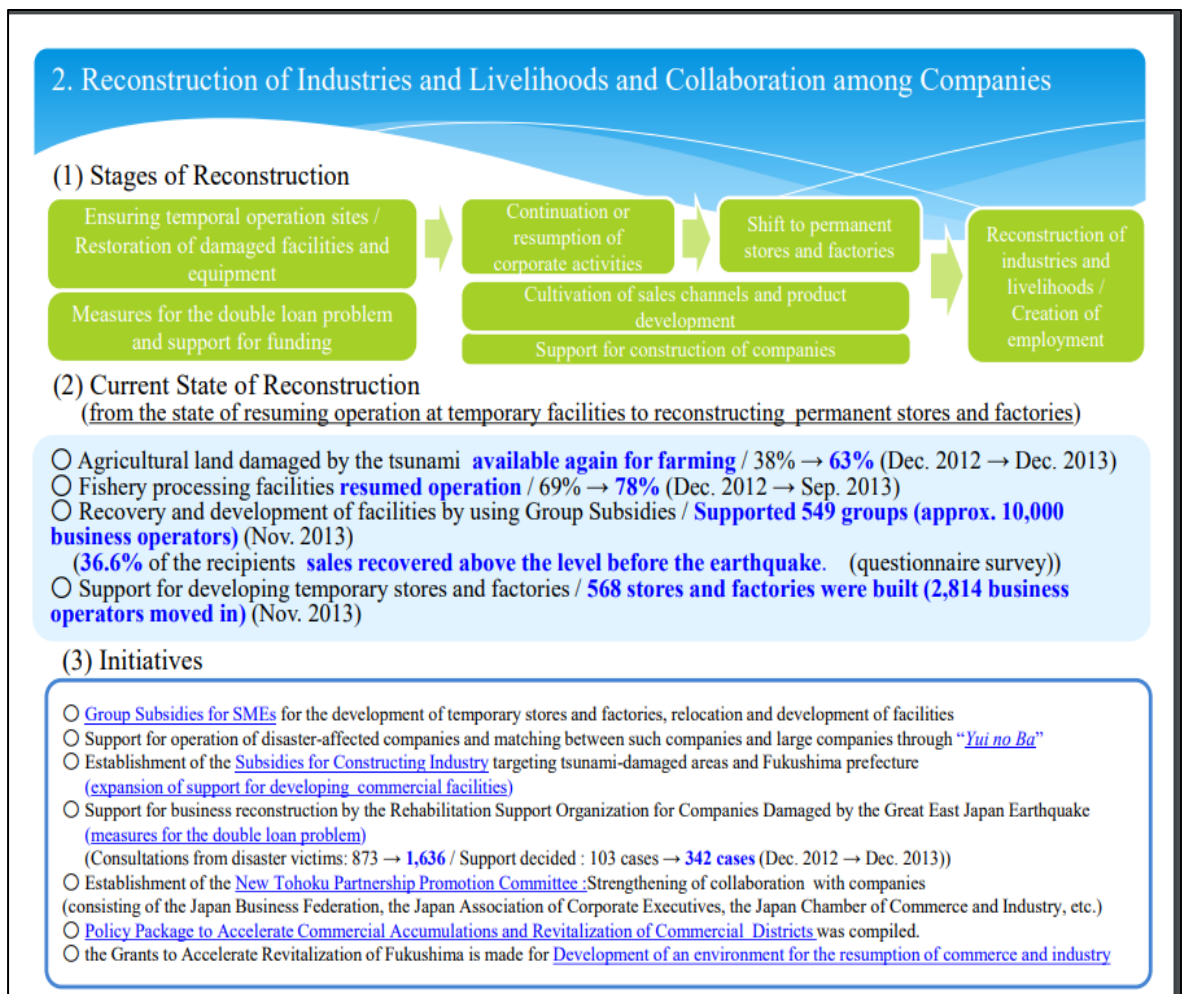 2. Reconstruction of Industries and Livelihoods and Collaboration among Companies
(1) Stages of Reconstruction
Ensuring temporal operation sites /
Restoration of damaged facilities and
equipment
Measures for the double loan problem
and support for funding
Continuation or
resumption of
corporate activities
Shift to permanent
stores and factories
Cultivation of sales channels and product
development
Support for construction of companies
Reconstruction of
industries and
livelihoods /
Creation of
employment
(2) Current State of Reconstruction
(from the state of resuming operation at temporary facilities to reconstructing permanent stores and factories)
○ Agricultural land damaged by the tsunami available again for farming / 38% → 63% (Dec. 2012 → Dec. 2013)
○ Fishery processing facilities resumed operation / 69% → 78% (Dec. 2012 → Sep. 2013)
○ Recovery and development of facilities by using Group Subsidies / Supported 549 groups (approx. 10,000
business operators) (Nov. 2013)
(36.6% of the recipients sales recovered above the level before the earthquake. (questionnaire survey))
○ Support for developing temporary stores and factories / 568 stores and factories were built (2,814 business
operators moved in) (Nov. 2013)
(3) Initiatives
○ Group Subsidies for SMEs for the development of temporary stores and factories, relocation and development of facilities
○ Support for operation of disaster-affected companies and matching between such companies and large companies through “Yui no Ba”
○ Establishment of the Subsidies for Constructing Industry targeting tsunami-damaged areas and Fukushima prefecture
(expansion of support for developing commercial facilities)
○ Support for business reconstruction by the Rehabilitation Support Organization for Companies Damaged by the Great East Japan Earthquake
(measures for the double loan problem)
(Consultations from disaster victims: 873 → 1,636 / Support decided : 103 cases → 342 cases (Dec. 2012 → Dec. 2013))
○ Establishment of the New Tohoku Partnership Promotion Committee :Strengthening of collaboration with companies
(consisting of the Japan Business Federation, the Japan Association of Corporate Executives, the Japan Chamber of Commerce and Industry, etc.)
○ Policy Package to Accelerate Commercial Accumulations and Revitalization of Commercial Districts was compiled.
○ the Grants to Accelerate Revitalization of Fukushima is made for Development of an environment for the resumption of commerce and industry